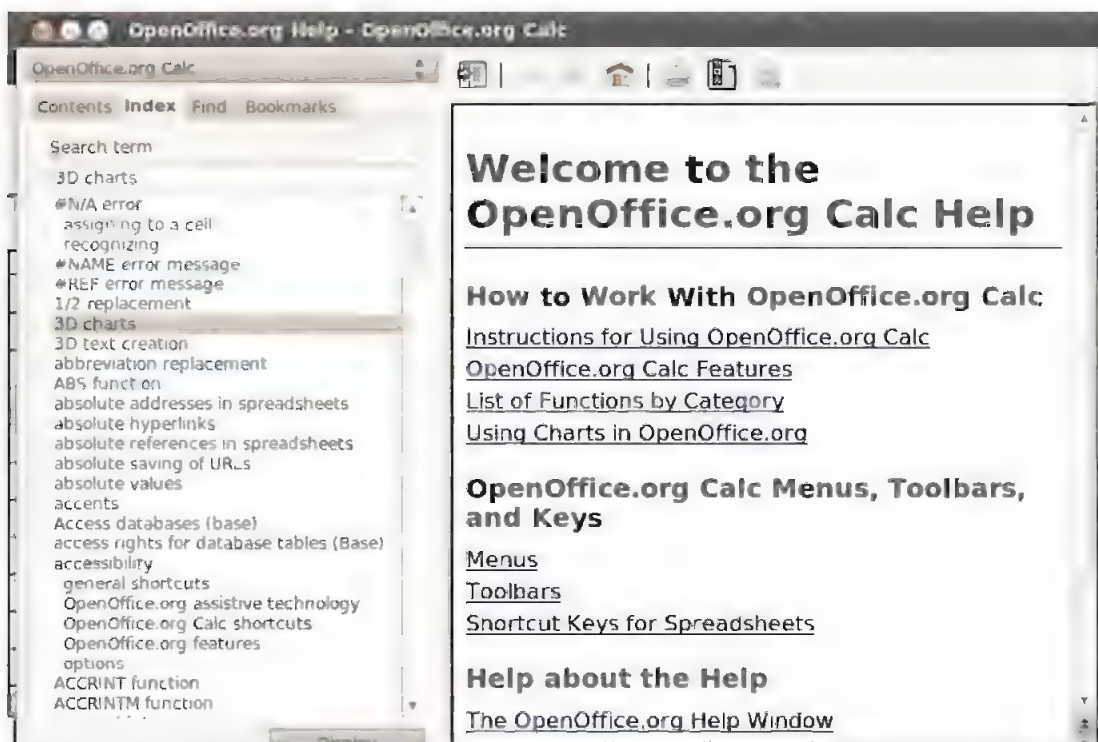 OpenOffice.org Help - OpenOffice.org Calc
OpenOffice.org Calc
Contents Index Find Bookmarks
Search term
3D charts
#N/A error
assigning to a cell
recognizing
#NAME error message
#REF error message
1/2 replacement
3D charts
3D text creation
abbreviation replacement
ABS function
absolute addresses in spreadsheets
absolute hyperlinks
absolute references in spreadsheets
absolute saving of URLs
absolute values
accents
Access databases (base)
access rights for database tables (Base)
accessibility
general shortcuts
OpenOffice.org assistive technology
OpenOffice.org Calc shortcuts
OpenOffice.org features
options
ACCRINT function
ACCRINTM function
Display
Welcome to the
OpenOffice.org Calc Help
How to Work With OpenOffice.org Calc
Instructions for Using OpenOffice.org Calc
OpenOffice.org Calc Features
List of Functions by Category
Using Charts in OpenOffice.org
OpenOffice.org Calc Menus, Toolbars,
and Keys
Menus
Toolbars
Shortcut Keys for Spreadsheets
Help about the Help
The OpenOffice.org Help Window